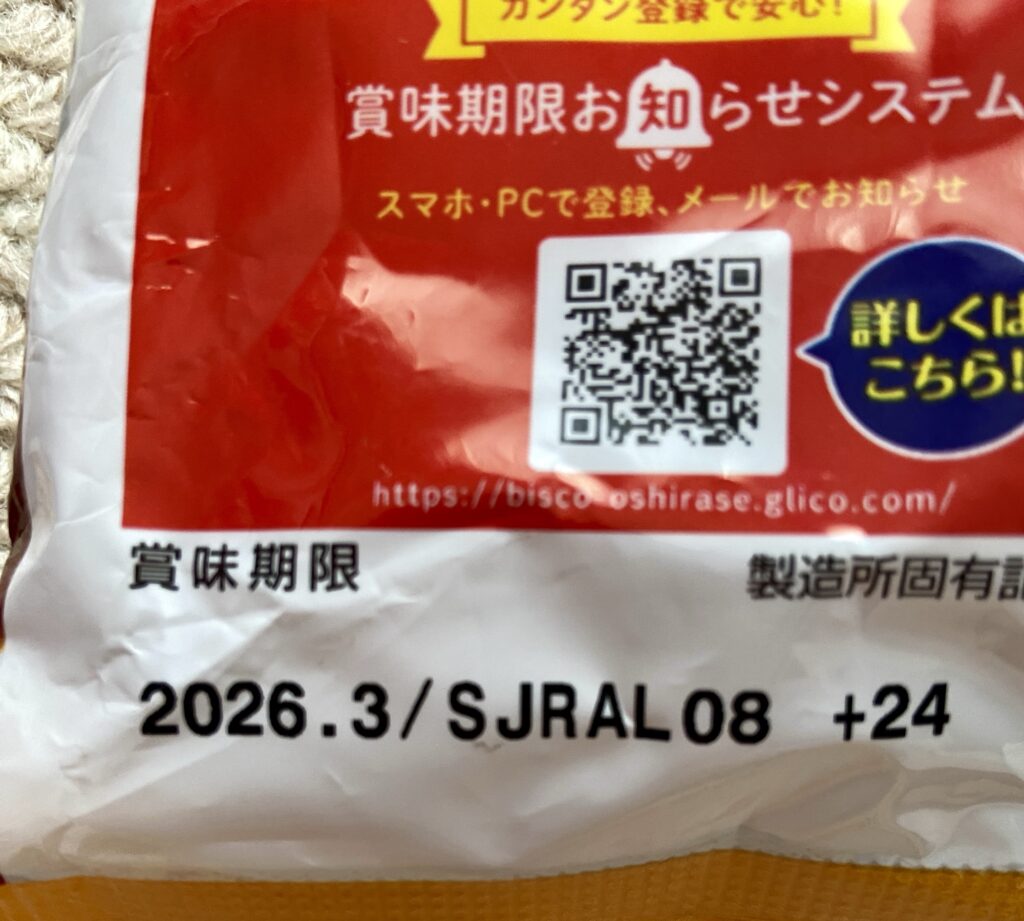 カンタン登録で安心!
賞味期限お知らせシステム
スマホ・PCで登録、メールでお知らせ
詳しくは
こちら!
https://bisco-oshirase.glico.com/
賞味期限
製造所固有記
2026.3/SJRAL08 +24